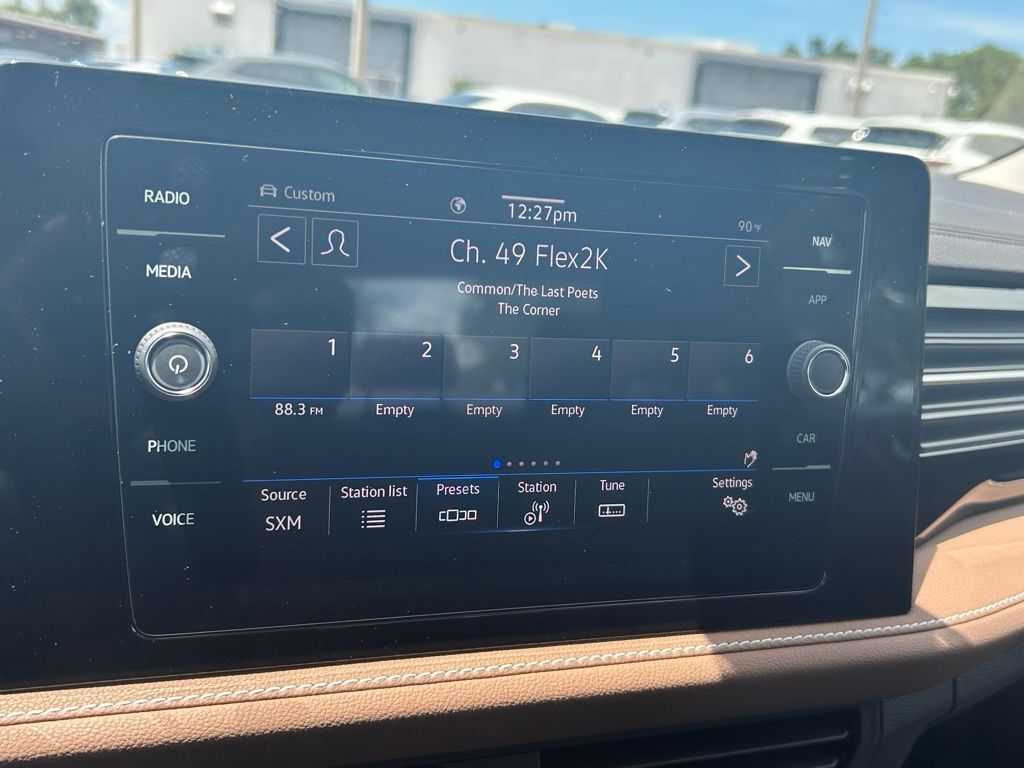 RADIO
MEDIA
PHONE
VOICE
Custom
12:27pm
90 °F
Ch. 49 Flex2K
Common/The Last Poets
The Corner
1 2 3 4 5 6
88.3 FM Empty Empty Empty Empty Empty
Source Station list Presets Station Tune Settings
SXM
NAV
APP
CAR
MENU